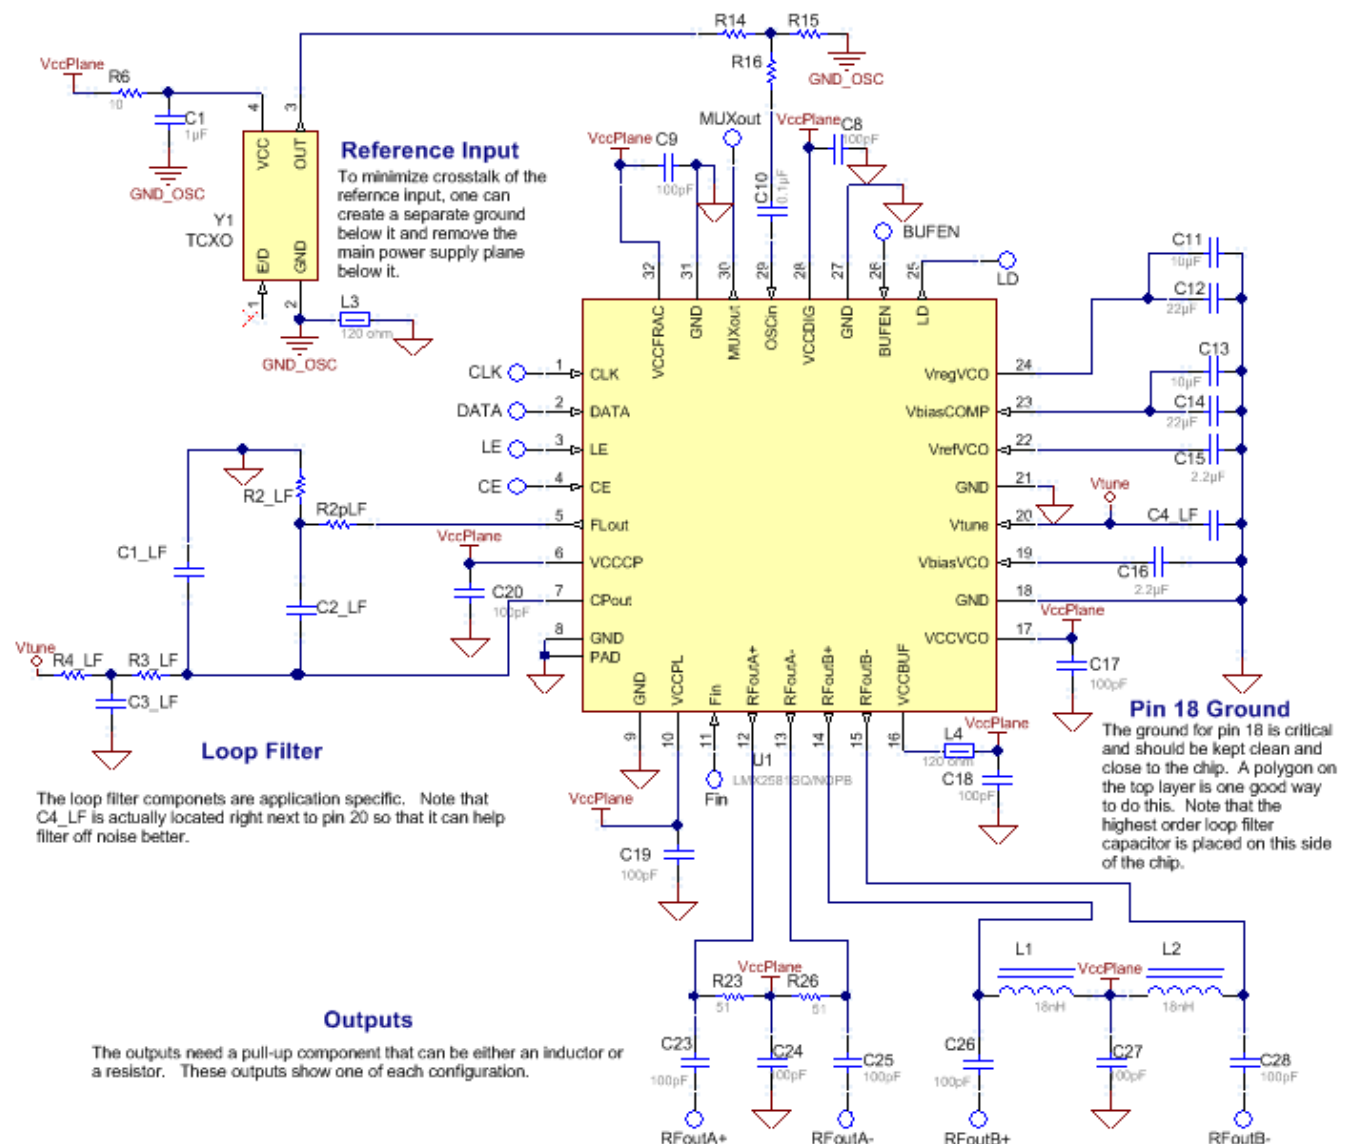 R14
R15
R16
GND_OSC
VccPlane
R6
10
C1
1µF
GND_OSC
4
3
VCC
OUT
Y1
TCXO
E/D
GND
1
2
L3
120 ohm
GND_OSC
Reference Input
To minimize crosstalk of the
refernce input, one can
create a separate ground
below it and remove the
main power supply plane
below it.
VccPlane
C9
100pF
MUXout
C10
0.1µF
VccPlane
C8
100pF
BUFEN
LD
32
31
30
29
28
27
26
25
VCCFRAC
GND
MUXout
OSCin
VCCDIG
GND
BUFEN
LD
CLK
1
CLK
DATA
2
DATA
LE
3
LE
CE
4
CE
5
FLout
VccPlane
6
VCCCP
C20
100pF
7
CPout
8
GND
PAD
C11
10µF
C12
22µF
24
VregVCO
C13
10µF
C14
22µF
23
VbiasCOMP
22
VrefVCO
C15
2.2µF
21
GND
Vtune
20
Vtune
C4_LF
19
VbiasVCO
C16
2.2µF
18
GND
VccPlane
17
VCCVCO
C17
100pF
R2_LF
R2pLF
C1_LF
C2_LF
Vtune
R4_LF
R3_LF
C3_LF
Loop Filter
The loop filter componets are application specific. Note that
C4_LF is actually located right next to pin 20 so that it can help
filter off noise better.
GND
VCCPL
Fin
RFoutA+
RFoutA-
RFoutB+
RFoutB-
VCCBUF
9
10
11
12
13
14
15
16
U1
LMX2581SQ/NOPB
Fin
VccPlane
C19
100pF
L4
120 ohm
VccPlane
C18
100pF
Pin 18 Ground
The ground for pin 18 is critical
and should be kept clean and
close to the chip. A polygon on
the top layer is one good way
to do this. Note that the
highest order loop filter
capacitor is placed on this side
of the chip.
Outputs
The outputs need a pull-up component that can be either an inductor or
a resistor. These outputs show one of each configuration.
VccPlane
R23
51
R26
51
C23
100pF
C24
100pF
C25
100pF
RFoutA+
RFoutA-
L1
18nH
VccPlane
L2
18nH
C26
100pF
C27
100pF
C28
100pF
RFoutB+
RFoutB-